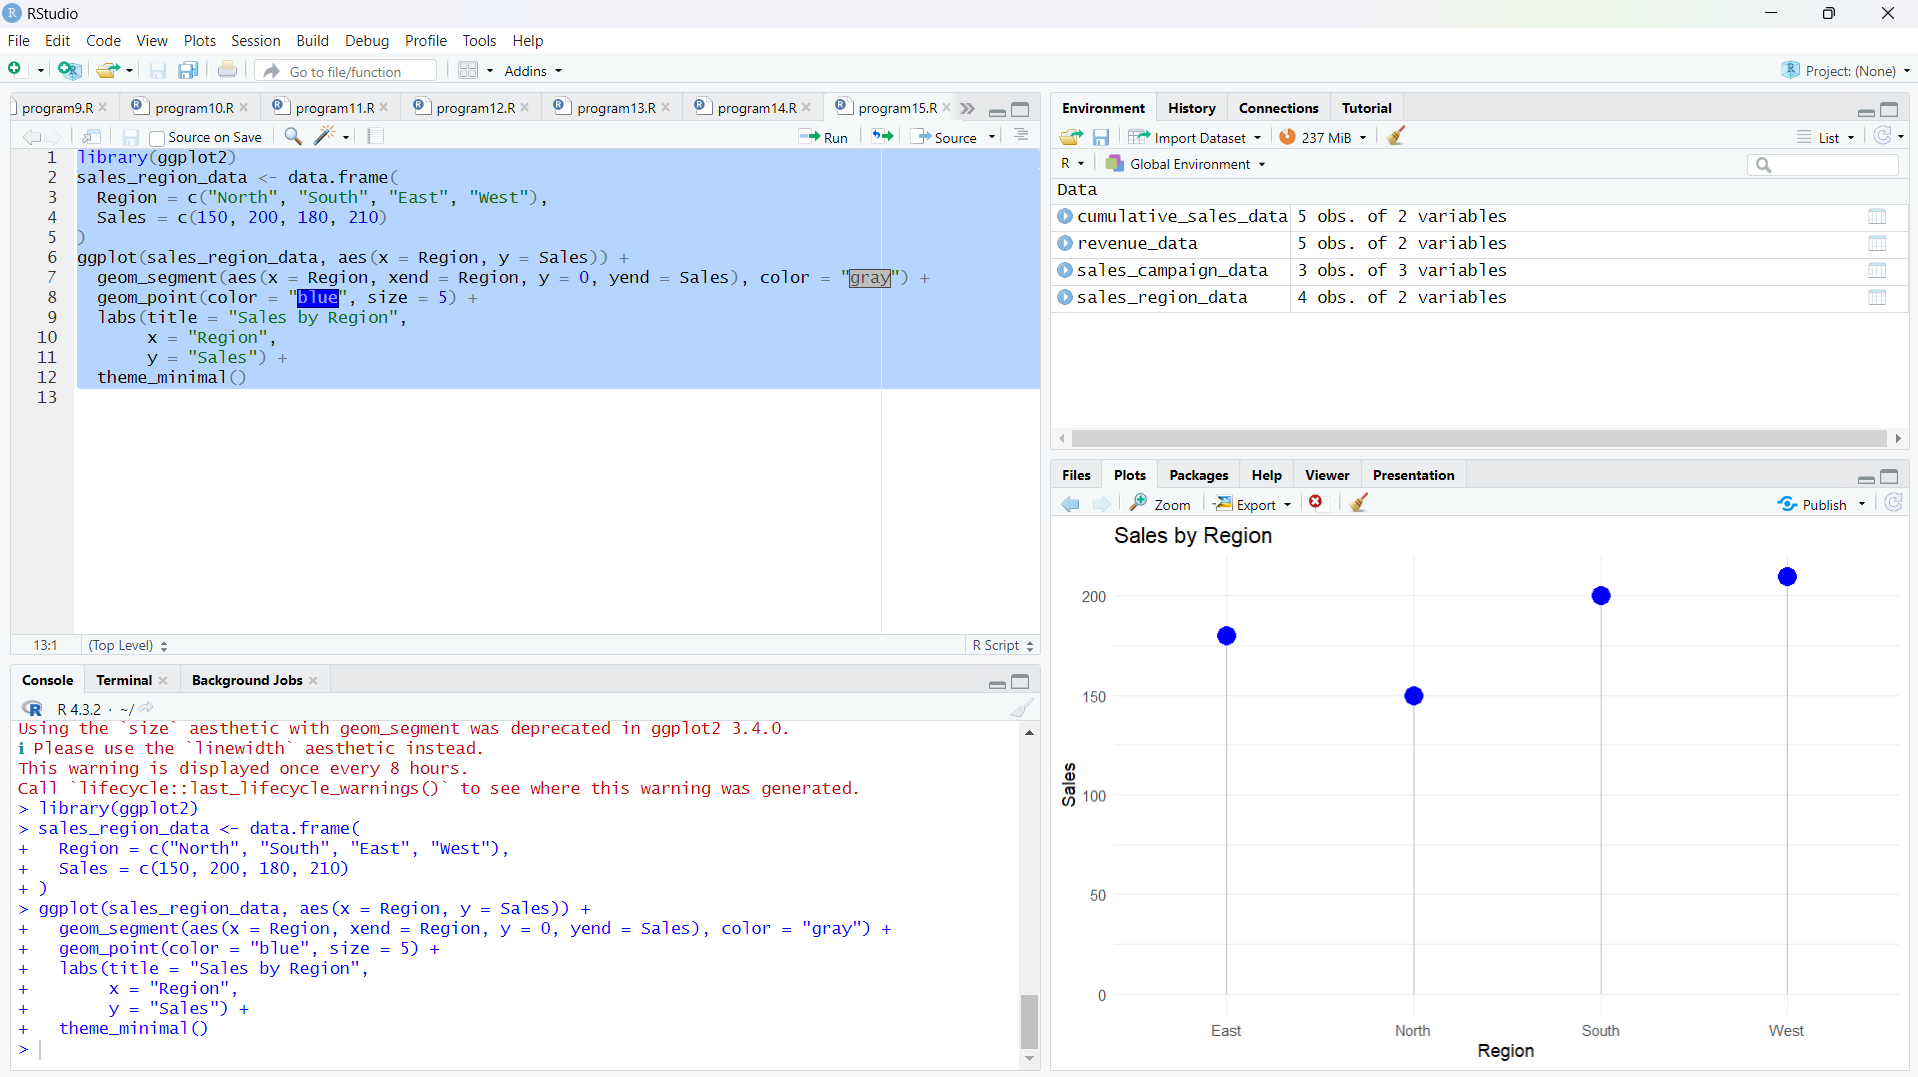 RStudio
File Edit Code View Plots Session Build Debug Profile Tools Help
Go to file/function Addins Project: (None)
program9.R program10.R program11.R program12.R program13.R program14.R program15.R
Source on Save Run Source
1 library(ggplot2)
2 sales_region_data <- data.frame(
3 Region = c("North", "South", "East", "West"),
4 Sales = c(150, 200, 180, 210)
5 )
6 ggplot(sales_region_data, aes(x = Region, y = Sales)) +
7 geom_segment(aes(x = Region, xend = Region, y = 0, yend = Sales), color = "gray") +
8 geom_point(color = "blue", size = 5) +
9 labs(title = "Sales by Region",
10 x = "Region",
11 y = "Sales") +
12 theme_minimal()
13
13:1 (Top Level) R Script
Console Terminal Background Jobs
R R 4.3.2 · ~/
Using the `size` aesthetic with geom_segment was deprecated in ggplot2 3.4.0.
i Please use the `linewidth` aesthetic instead.
This warning is displayed once every 8 hours.
Call `lifecycle::last_lifecycle_warnings()` to see where this warning was generated.
> library(ggplot2)
> sales_region_data <- data.frame(
+ Region = c("North", "South", "East", "West"),
+ Sales = c(150, 200, 180, 210)
+ )
> ggplot(sales_region_data, aes(x = Region, y = Sales)) +
+ geom_segment(aes(x = Region, xend = Region, y = 0, yend = Sales), color = "gray") +
+ geom_point(color = "blue", size = 5) +
+ labs(title = "Sales by Region",
+ x = "Region",
+ y = "Sales") +
+ theme_minimal()
>
Environment History Connections Tutorial
Import Dataset 237 MiB List
R Global Environment
Data
cumulative_sales_data 5 obs. of 2 variables
revenue_data 5 obs. of 2 variables
sales_campaign_data 3 obs. of 3 variables
sales_region_data 4 obs. of 2 variables
Files Plots Packages Help Viewer Presentation
Zoom Export Publish
Sales by Region
200
150
100
50
0
Sales
East North South West
Region